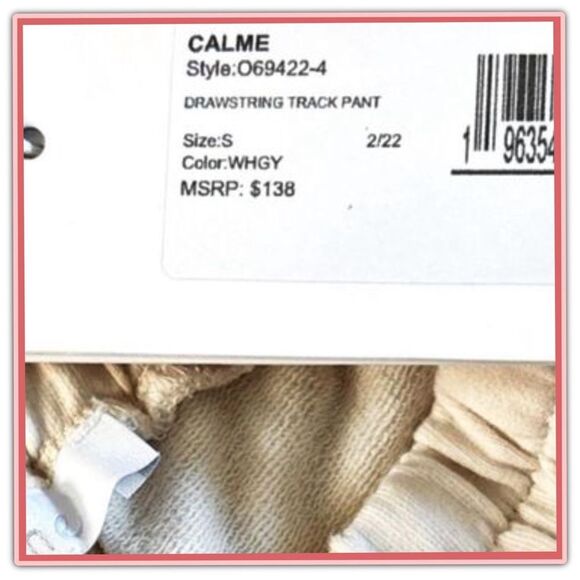 CALME
Style:O69422-4
DRAWSTRING TRACK PANT
Size:S 2/22
Color:WHGY
MSRP: $138
1 96354